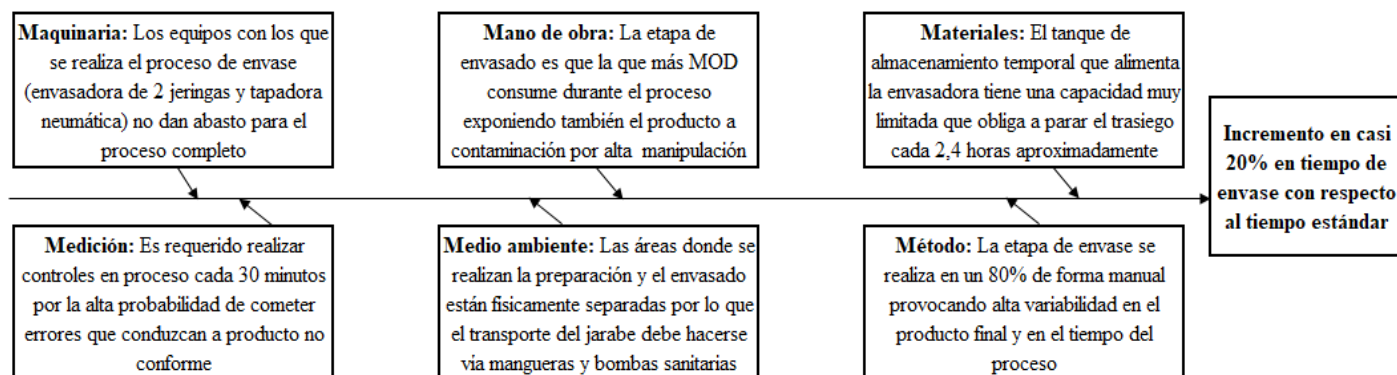 Maquinaria: Los equipos con los que
se realiza el proceso de envase
(envasadora de 2 jeringas y tapadora
neumática) no dan abasto para el
proceso completo
Mano de obra: La etapa de
envasado es que la que más MOD
consume durante el proceso
exponiendo también el producto a
contaminación por alta manipulación
Materiales: El tanque de
almacenamiento temporal que alimenta
la envasadora tiene una capacidad muy
limitada que obliga a parar el trasiego
cada 2,4 horas aproximadamente
Incremento en casi
20% en tiempo de
envase con respecto
al tiempo estándar
Medición: Es requerido realizar
controles en proceso cada 30 minutos
por la alta probabilidad de cometer
errores que conduzcan a producto no
conforme
Medio ambiente: Las áreas donde se
realizan la preparación y el envasado
están fisicamente separadas por lo que
el transporte del jarabe debe hacerse
vía mangueras y bombas sanitarias
Método: La etapa de envase se
realiza en un 80% de forma manual
provocando alta variabilidad en el
producto final y en el tiempo del
proceso